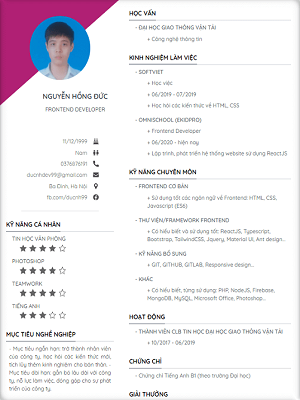 NGUYỄN HỒNG ĐỨC
FRONTEND DEVELOPER
11/12/1999
Nam
0376576191
ducnhdev99@gmail.com
Ba Đình, Hà Nội
fb.com/ducnh99
KỸ NĂNG CÁ NHÂN
TIN HỌC VĂN PHÒNG
PHOTOSHOP
TEAMWORK
TIẾNG ANH
MỤC TIÊU NGHỀ NGHIỆP
- Mục tiêu ngắn hạn: trở thành nhân viên
của công ty, học hỏi các kiến thức mới,
tích lũy thêm kinh nghiệm cho bản thân. -
Mục tiêu dài hạn: gắn bó lâu dài với công
ty, nỗ lực làm việc, đóng góp cho sự phát
triển của công ty.
HỌC VẤN
- ĐẠI HỌC GIAO THÔNG VẬN TẢI
+ Công nghệ thông tin
KINH NGHIỆM LÀM VIỆC
- SOFTVIET
+ Học việc
+ 06/2019 - 07/2019
+ Học hỏi các kiến thức về HTML, CSS
- OMNISCHOOL (EKIDPRO)
+ Frontend Developer
+ 06/2020 - hiện nay
+ Lập trình, phát triển hệ thống website sử dụng ReactJS
KỸ NĂNG CHUYÊN MÔN
- FRONTEND CƠ BẢN
+ Sử dụng tốt các ngôn ngữ về Frontend: HTML, CSS,
Javascript (ES6)
- THƯ VIỆN/FRAMEWORK FRONTEND
+ Có hiểu biết và sử dụng tốt: ReactJS, Typescript,
Bootstrap, TailwindCSS, Jquery, Material UI, Ant design...
- KỸ NĂNG BỔ SUNG
+ GIT, GITHUB, GITLAB, Responsive design...
- KHÁC
+ Có hiểu biết, từng sử dụng: PHP, NodeJS, Firebase,
MongoDB, MySQL, Microsoft Office, Photoshop...
HOẠT ĐỘNG
- THÀNH VIÊN CLB TIN HỌC ĐẠI HỌC GIAO THÔNG VẬN TẢI
+ 10/2017 - 06/2019
CHỨNG CHỈ
- Chứng chỉ Tiếng Anh B1 (theo trường Đại học)
GIẢI THƯỞNG